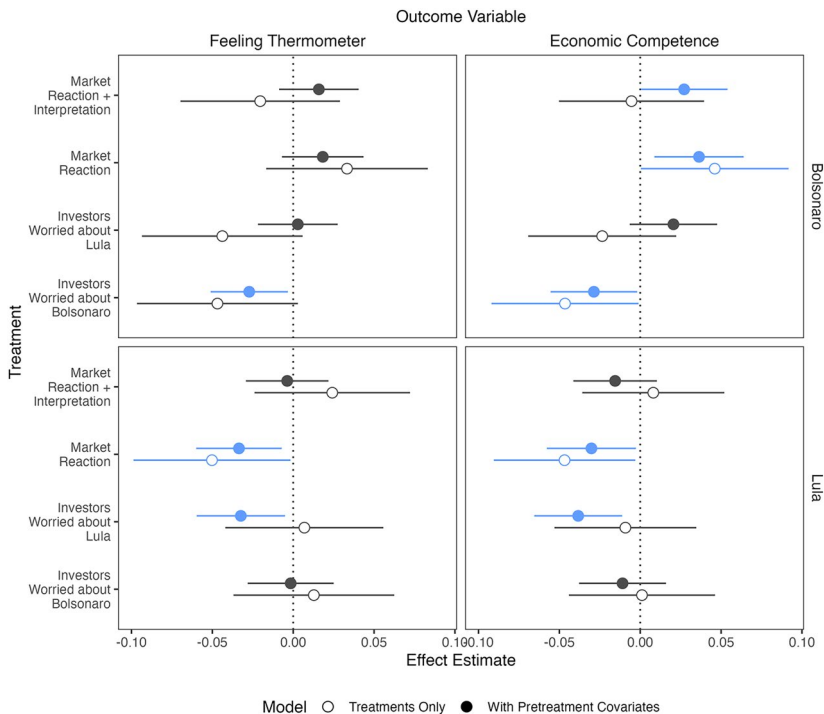 Outcome Variable
Feeling Thermometer
Economic Competence
Treatment
Market
Reaction +
Interpretation
Market
Reaction
Investors
Worried about
Lula
Investors
Worried about
Bolsonaro
Bolsonaro
Market
Reaction +
Interpretation
Market
Reaction
Investors
Worried about
Lula
Investors
Worried about
Bolsonaro
Lula
-0.10 -0.05 0.00 0.05 0.10
-0.10 -0.05 0.00 0.05 0.10
Effect Estimate
Model Treatments Only With Pretreatment Covariates